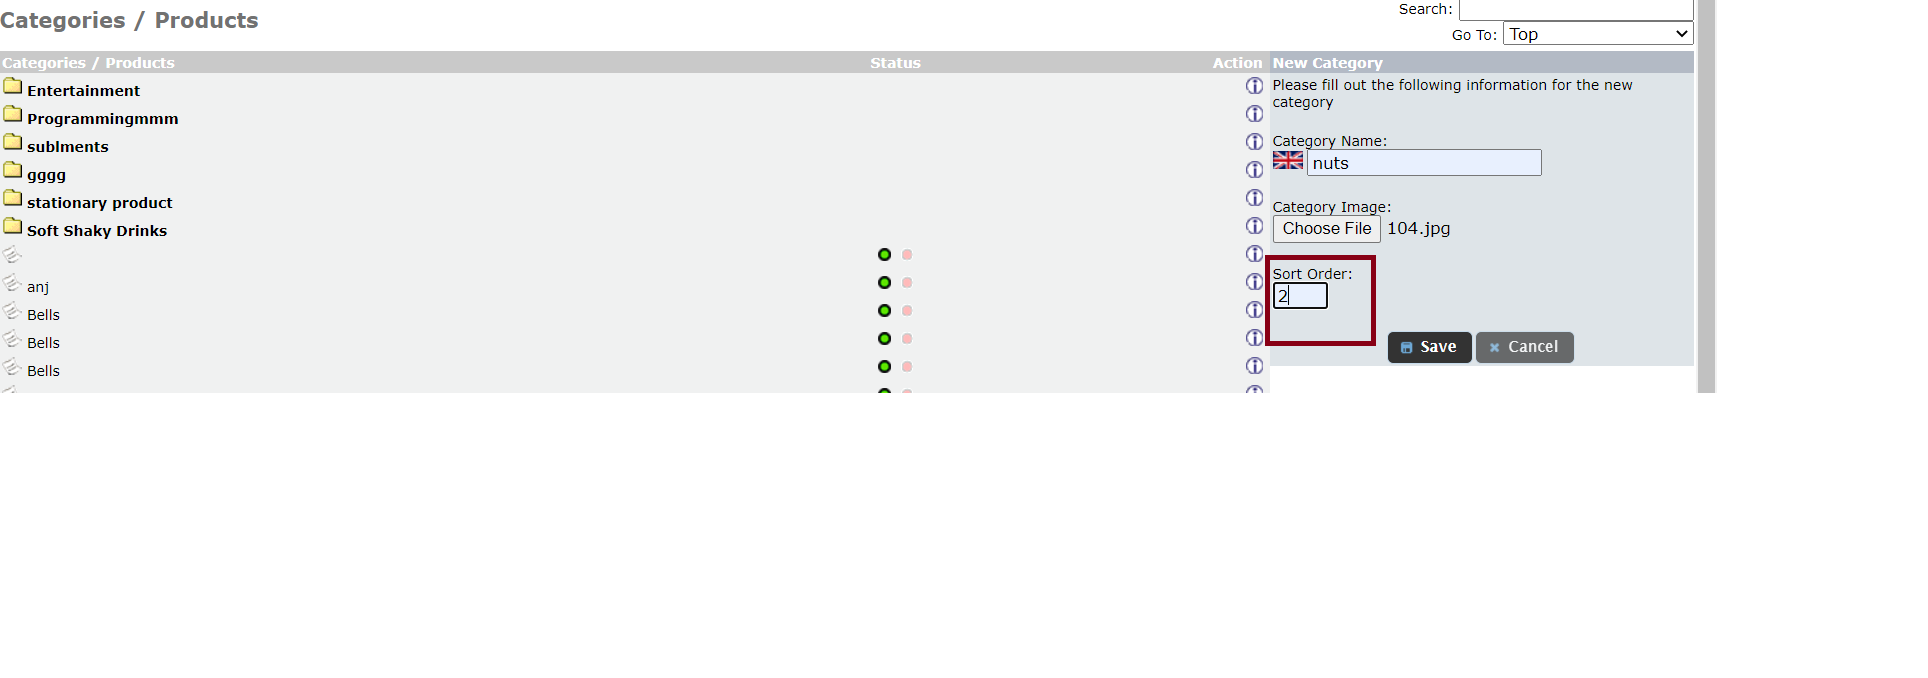 Categories / Products
Search:
Go To: Top
Categories / Products Status Action
Entertainment
Programmingmmm
sublments
gggg
stationary product
Soft Shaky Drinks
anj
Bells
Bells
Bells
New Category
Please fill out the following information for the new
category
Category Name:
nuts
Category Image:
Choose File 104.jpg
Sort Order:
2
Save Cancel